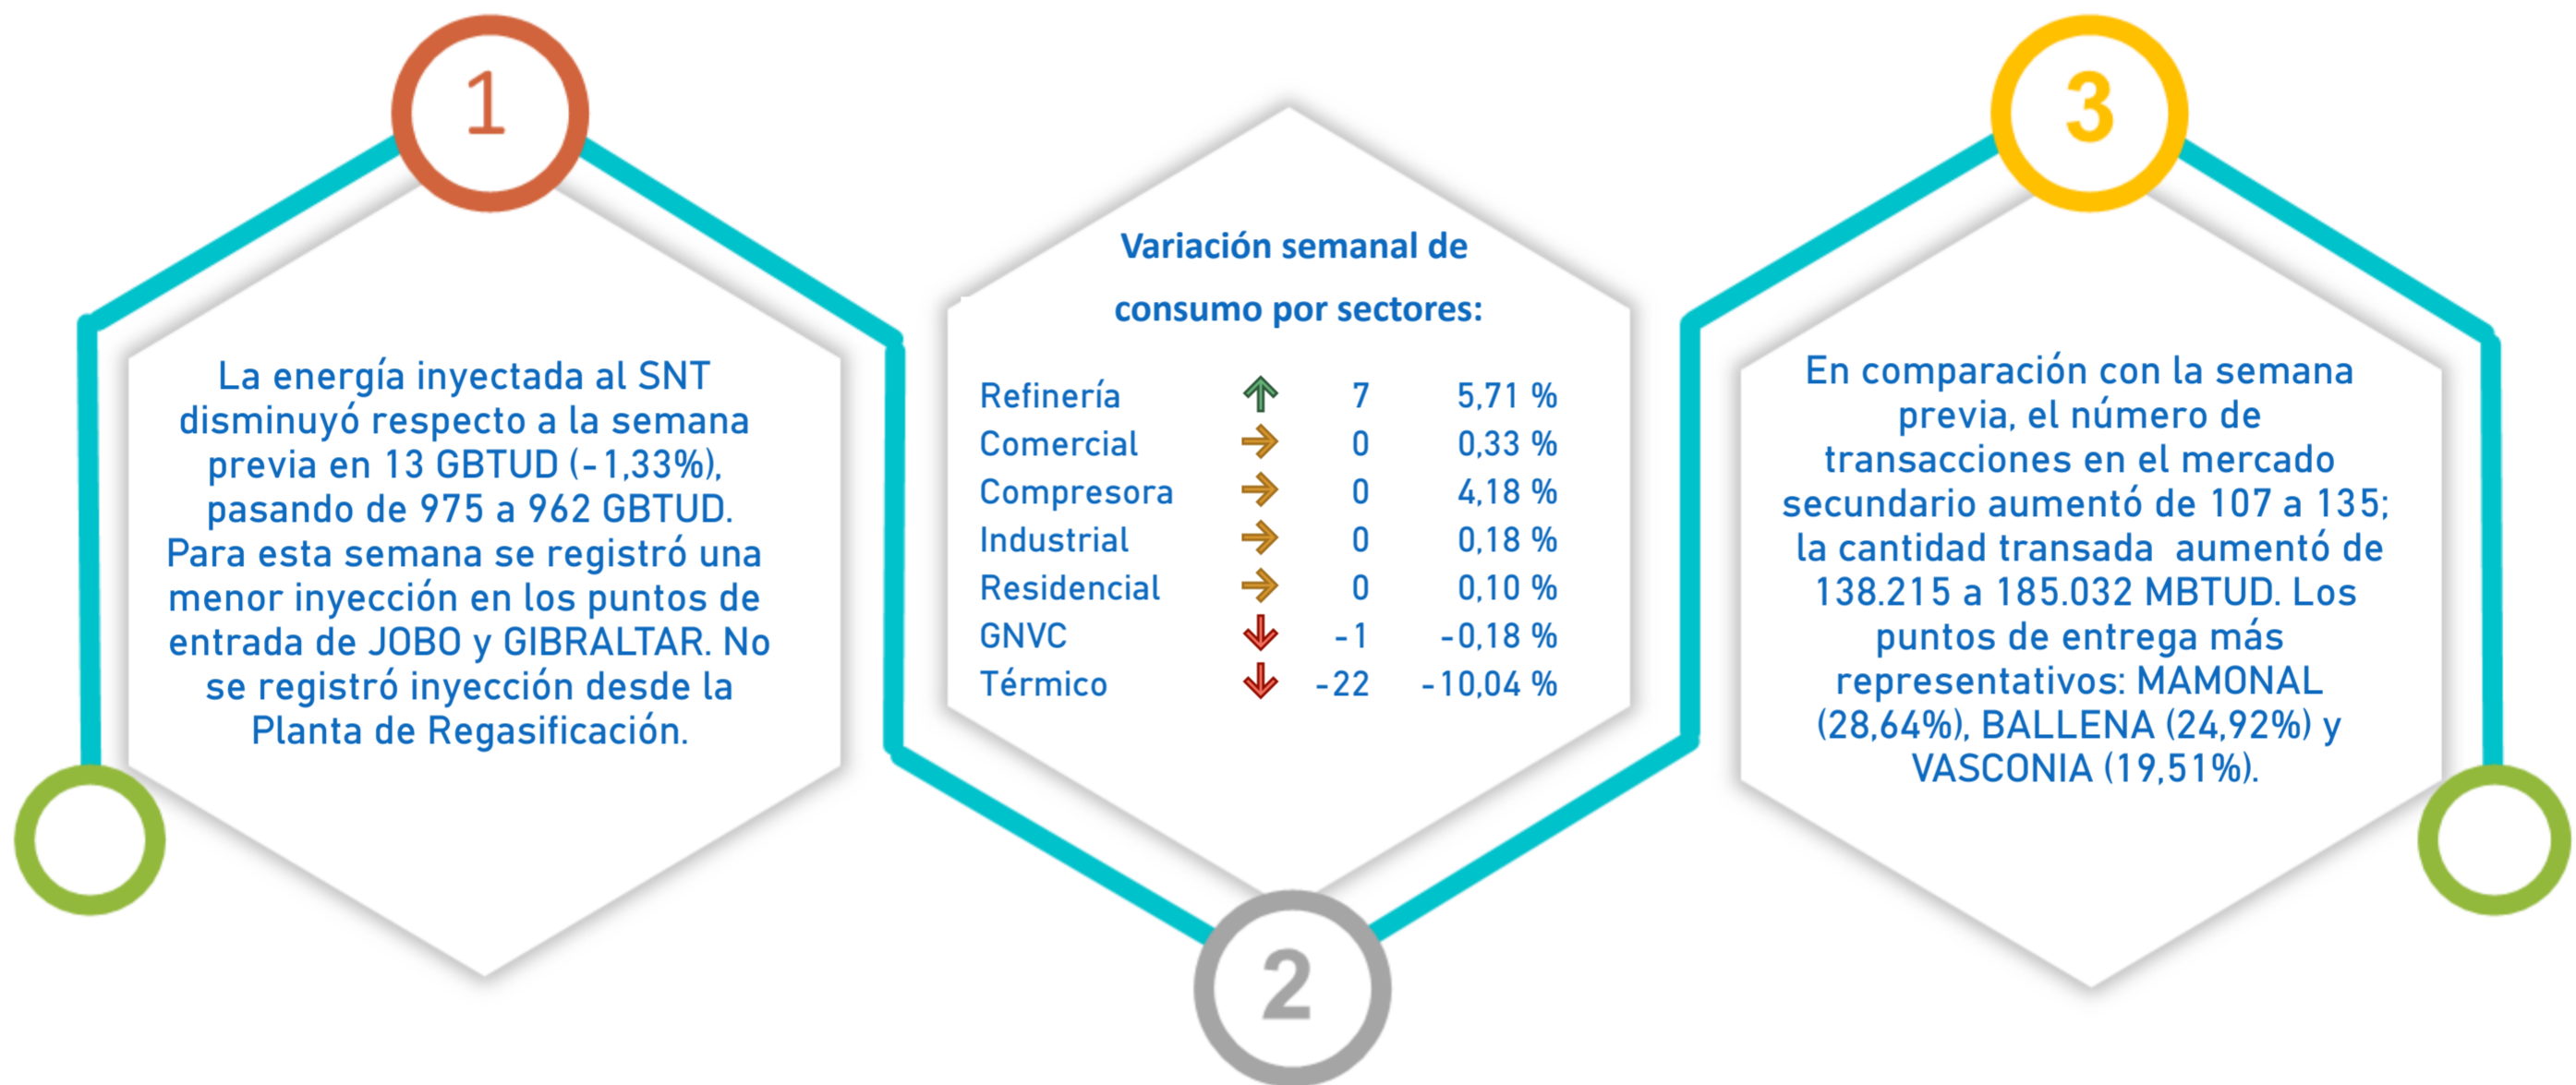 1
La energía inyectada al SNT
disminuyó respecto a la semana
previa en 13 GBTUD (-1,33%),
pasando de 975 a 962 GBTUD.
Para esta semana se registró una
menor inyección en los puntos de
entrada de JOBO y GIBRALTAR. No
se registró inyección desde la
Planta de Regasificación.
Variación semanal de
consumo por sectores:
Refinería ↑ 7 5,71 %
Comercial → 0 0,33 %
Compresora → 0 4,18 %
Industrial → 0 0,18 %
Residencial → 0 0,10 %
GNVC ↓ -1 -0,18 %
Térmico ↓ -22 -10,04 %
2
3
En comparación con la semana
previa, el número de
transacciones en el mercado
secundario aumentó de 107 a 135;
la cantidad transada aumentó de
138.215 a 185.032 MBTUD. Los
puntos de entrega más
representativos: MAMONAL
(28,64%), BALLENA (24,92%) y
VASCONIA (19,51%).